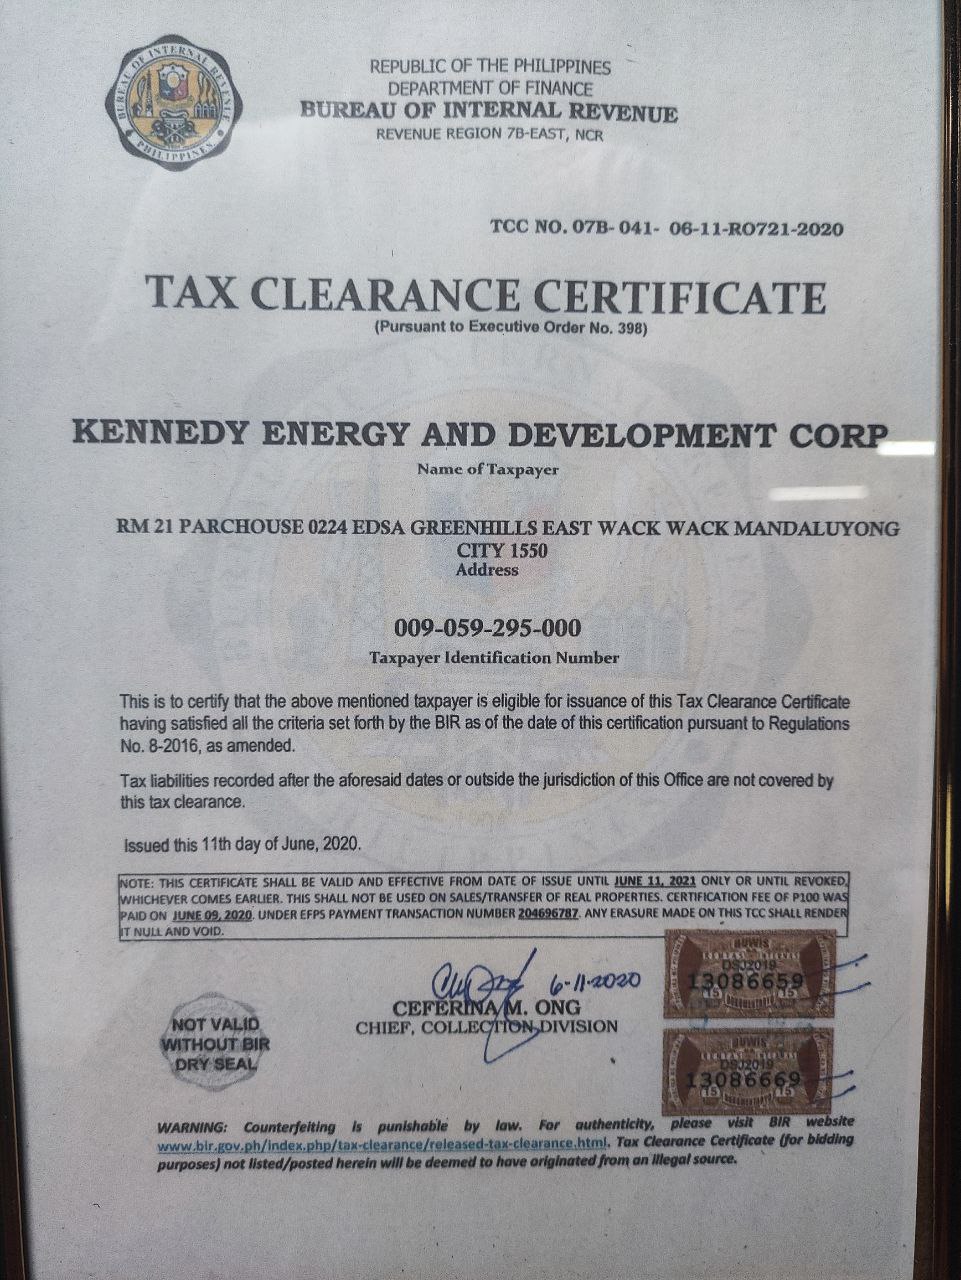 BUREAU OF INTERNAL REVENUE
PHILIPPINES
REPUBLIC OF THE PHILIPPINES
DEPARTMENT OF FINANCE
BUREAU OF INTERNAL REVENUE
REVENUE REGION 7B-EAST, NCR
TCC NO. 07B- 041- 06-11-RO721-2020
TAX CLEARANCE CERTIFICATE
(Pursuant to Executive Order No. 398)
KENNEDY ENERGY AND DEVELOPMENT CORP
Name of Taxpayer
RM 21 PARCHOUSE 0224 EDSA GREENHILLS EAST WACK WACK MANDALUYONG
CITY 1550
Address
009-059-295-000
Taxpayer Identification Number
This is to certify that the above mentioned taxpayer is eligible for issuance of this Tax Clearance Certificate
having satisfied all the criteria set forth by the BIR as of the date of this certification pursuant to Regulations
No. 8-2016, as amended.
Tax liabilities recorded after the aforesaid dates or outside the jurisdiction of this Office are not covered by
this tax clearance.
Issued this 11th day of June, 2020.
NOTE: THIS CERTIFICATE SHALL BE VALID AND EFFECTIVE FROM DATE OF ISSUE UNTIL JUNE 11, 2021 ONLY OR UNTIL REVOKED,
WHICHEVER COMES EARLIER. THIS SHALL NOT BE USED ON SALES/TRANSFER OF REAL PROPERTIES. CERTIFICATION FEE OF P100 WAS
PAID ON JUNE 09, 2020. UNDER EFPS PAYMENT TRANSACTION NUMBER 204696787. ANY ERASURE MADE ON THIS TCC SHALL RENDER
IT NULL AND VOID.
6-11-2020
CEFERINA M. ONG
CHIEF, COLLECTION DIVISION
NOT VALID
WITHOUT BIR
DRY SEAL
BUWIS
RENTAS INTERNAS
DSJ2019
13086659
15 DOKUMENTARYO 15
BUWIS
RENTAS INTERNAS
DSJ2019
13086669
15 DOKUMENTARYO 15
WARNING: Counterfeiting is punishable by law. For authenticity, please visit BIR website
www.bir.gov.ph/index.php/tax-clearance/released-tax-clearance.html. Tax Clearance Certificate (for bidding
purposes) not listed/posted herein will be deemed to have originated from an illegal source.